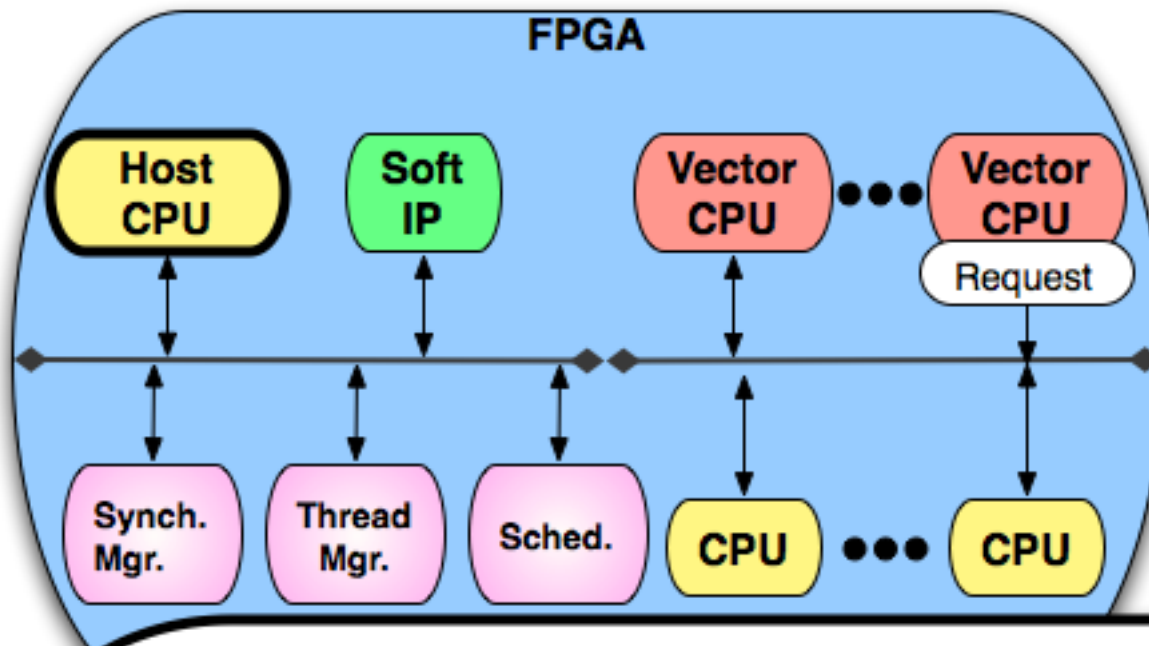 FPGA
Host
CPU
Soft
IP
Vector
CPU
Vector
CPU
Request
Synch.
Mgr.
Thread
Mgr.
Sched.
CPU
CPU